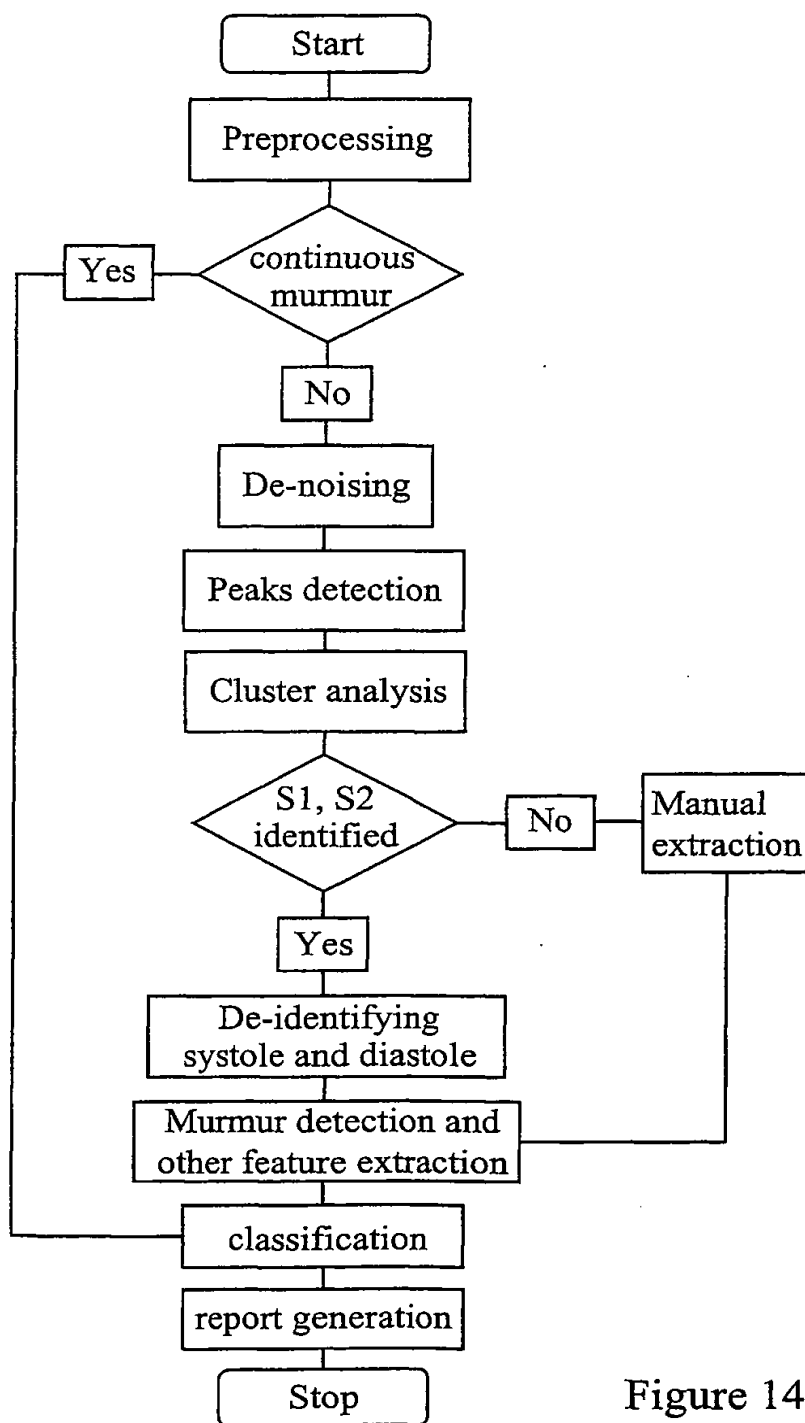 Start
Preprocessing
Yes
continuous
murmur
No
De-noising
Peaks detection
Cluster analysis
S1, S2
identified
No
Manual
extraction
Yes
De-identifying
systole and diastole
Murmur detection and
other feature extraction
classification
report generation
Stop
Figure 14